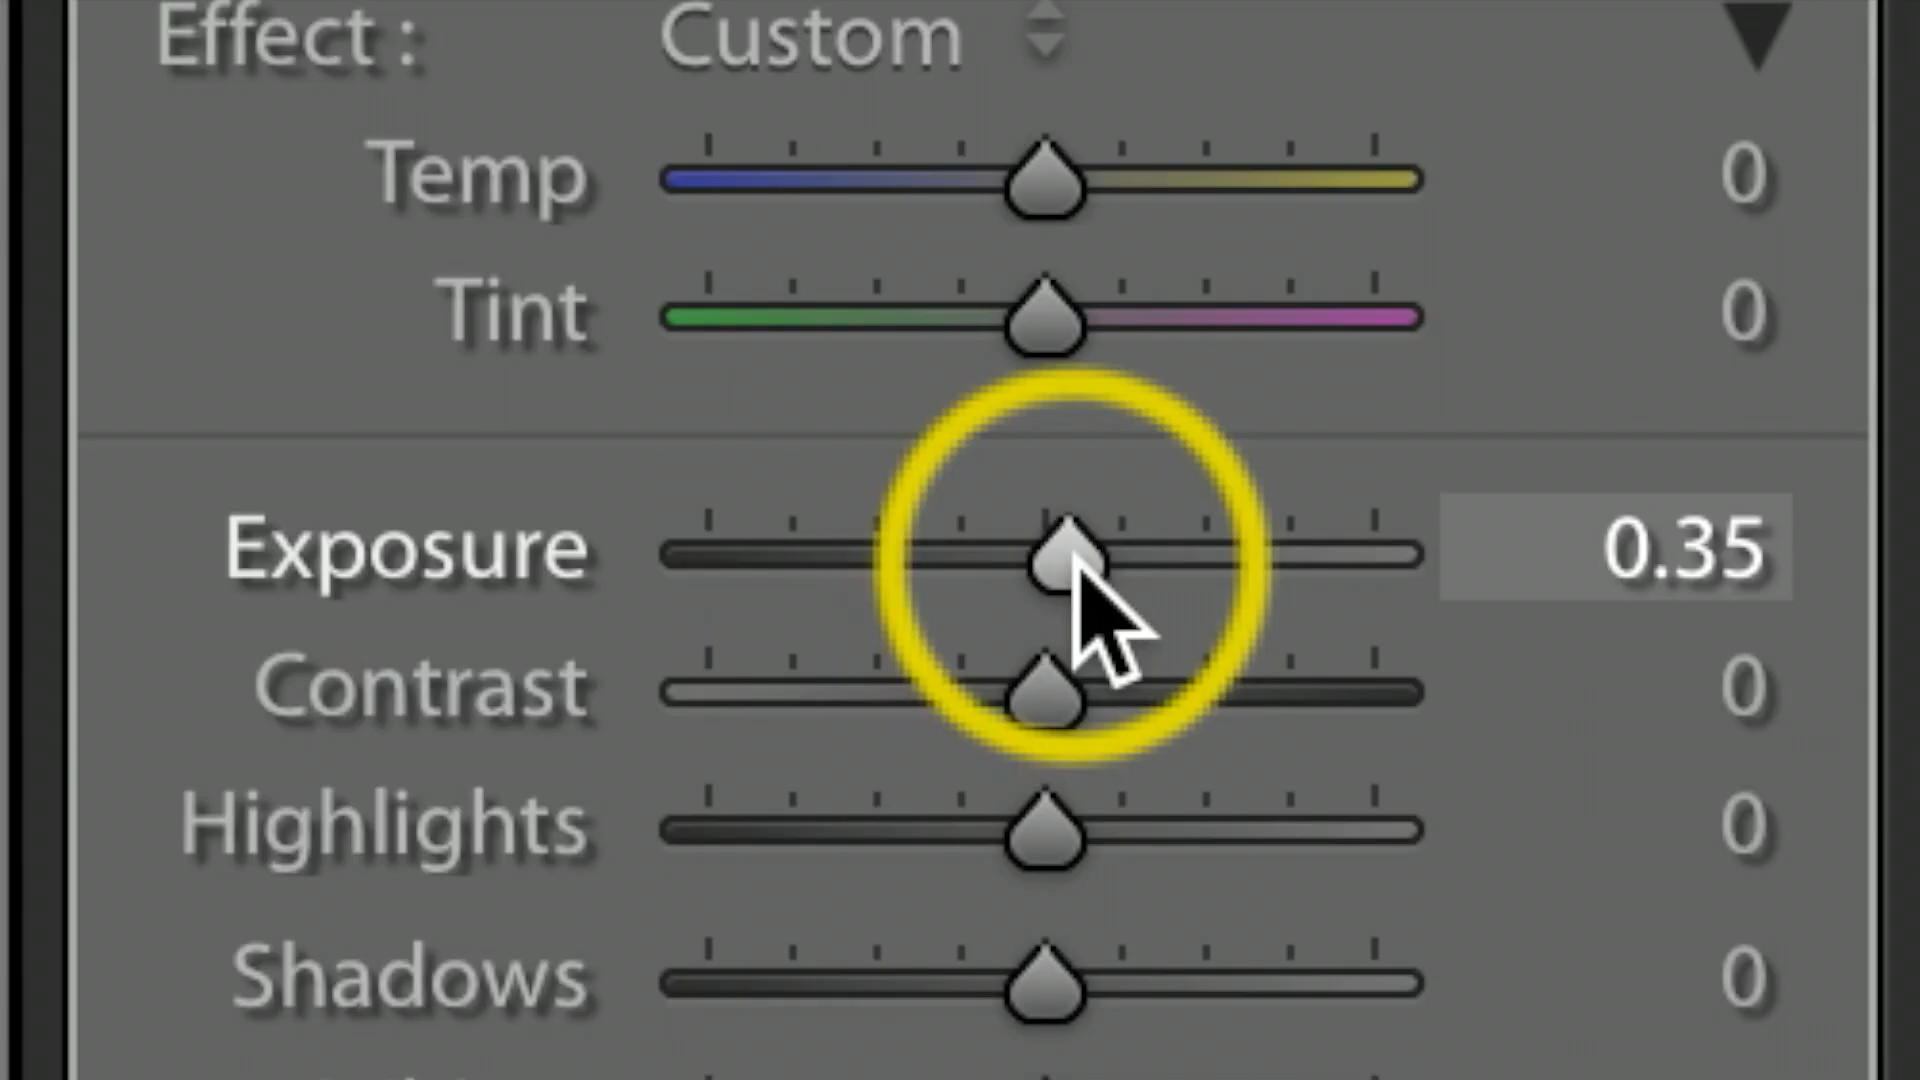 Effect : Custom
Temp 0
Tint 0
Exposure 0.35
Contrast 0
Highlights 0
Shadows 0